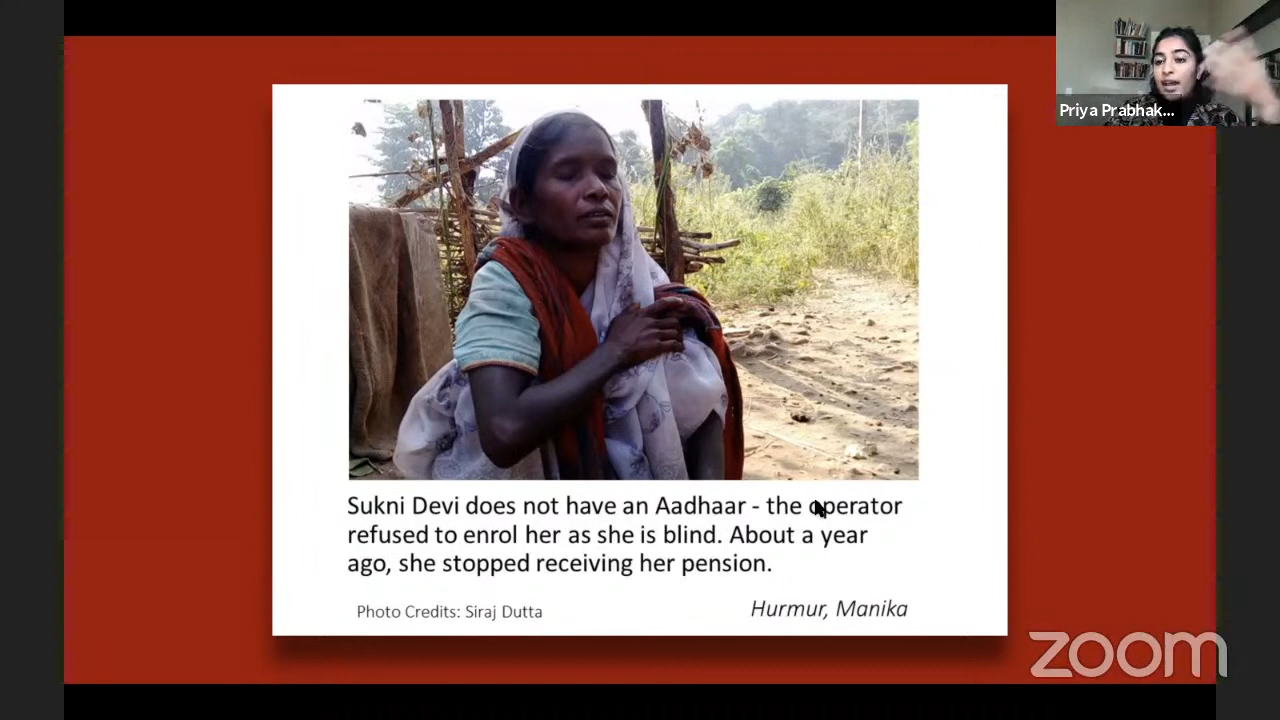 Priya Prabhak...
Sukni Devi does not have an Aadhaar - the operator
refused to enrol her as she is blind. About a year
ago, she stopped receiving her pension.
Photo Credits: Siraj Dutta
Hurmur, Manika
zoom